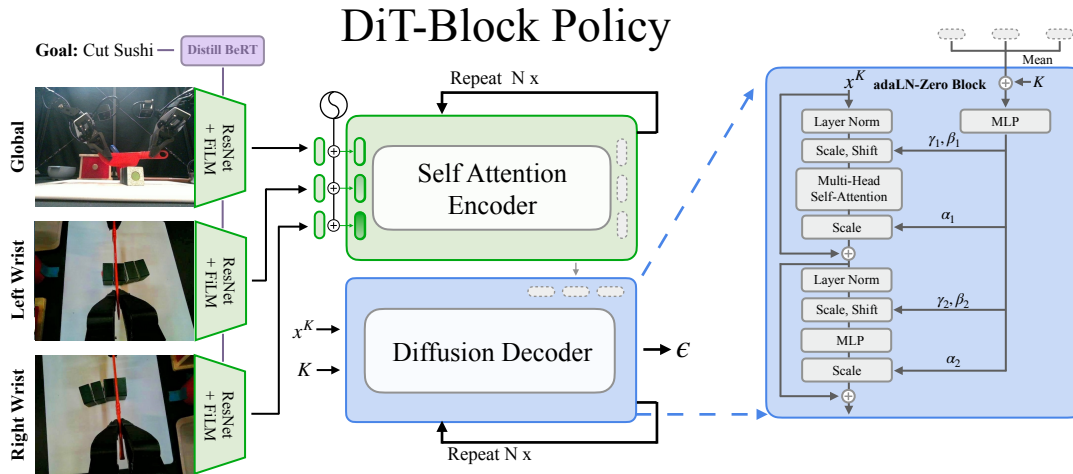 DiT-Block Policy
Goal: Cut Sushi
Distill BeRT
Global
ResNet
+ FiLM
Left Wrist
ResNet
+ FiLM
Right Wrist
ResNet
+ FiLM
Repeat N x
Self Attention
Encoder
x^K
K
Diffusion Decoder
ϵ
Repeat N x
Mean
x^K
adaLN-Zero Block
K
Layer Norm
MLP
Scale, Shift
γ₁, β₁
Multi-Head
Self-Attention
Scale
α₁
Layer Norm
Scale, Shift
γ₂, β₂
MLP
Scale
α₂